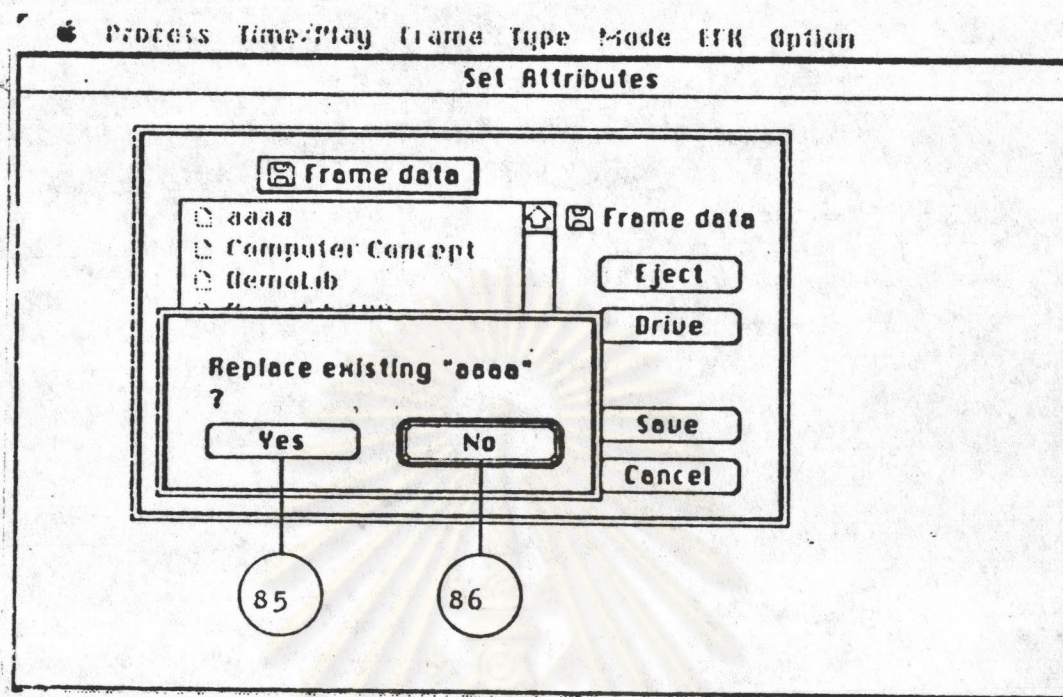 Process Time/Play Frame Type Mode Option
Set Attributes
Frame data
aaaa
Computer Concept
DemoLib
Frame data
Eject
Drive
Replace existing "aaaa"
?
Yes
No
Save
Cancel
85
86